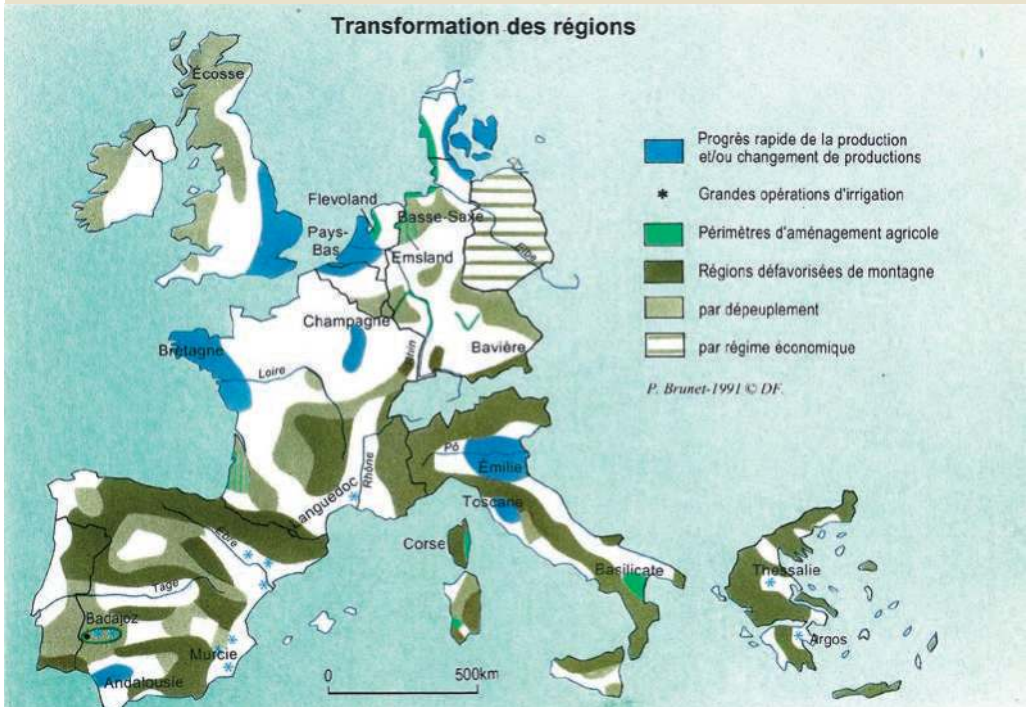 Transformation des régions
Écosse
Flevoland
Pays-
Bas
Basse-Saxe
Emsland
Elbe
Champagne
Bretagne
Rhin
Bavière
Loire
Pô
Émilie
Rhône
Languedoc
Toscane
Corse
Ebre
Basilicate
Thessalie
Tage
Badajoz
Argos
Murcie
Andalousie
0
500km
Progrès rapide de la production
et/ou changement de productions
Grandes opérations d'irrigation
Périmètres d'aménagement agricole
Régions défavorisées de montagne
par dépeuplement
par régime économique
P. Brunet-1991 © DF.